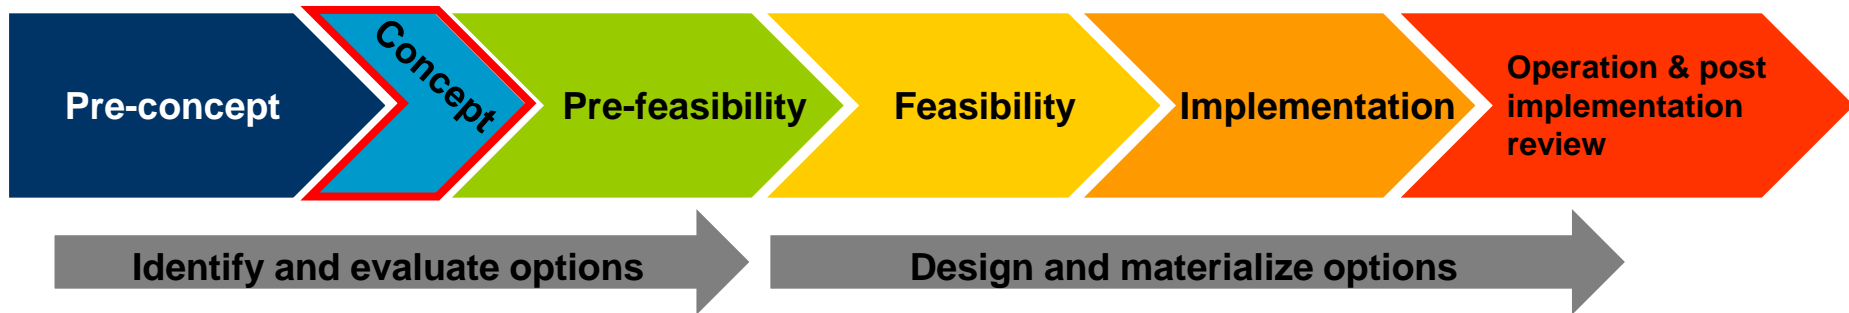 Pre-concept
Concept
Pre-feasibility
Feasibility
Implementation
Operation & post
implementation
review
Identify and evaluate options
Design and materialize options